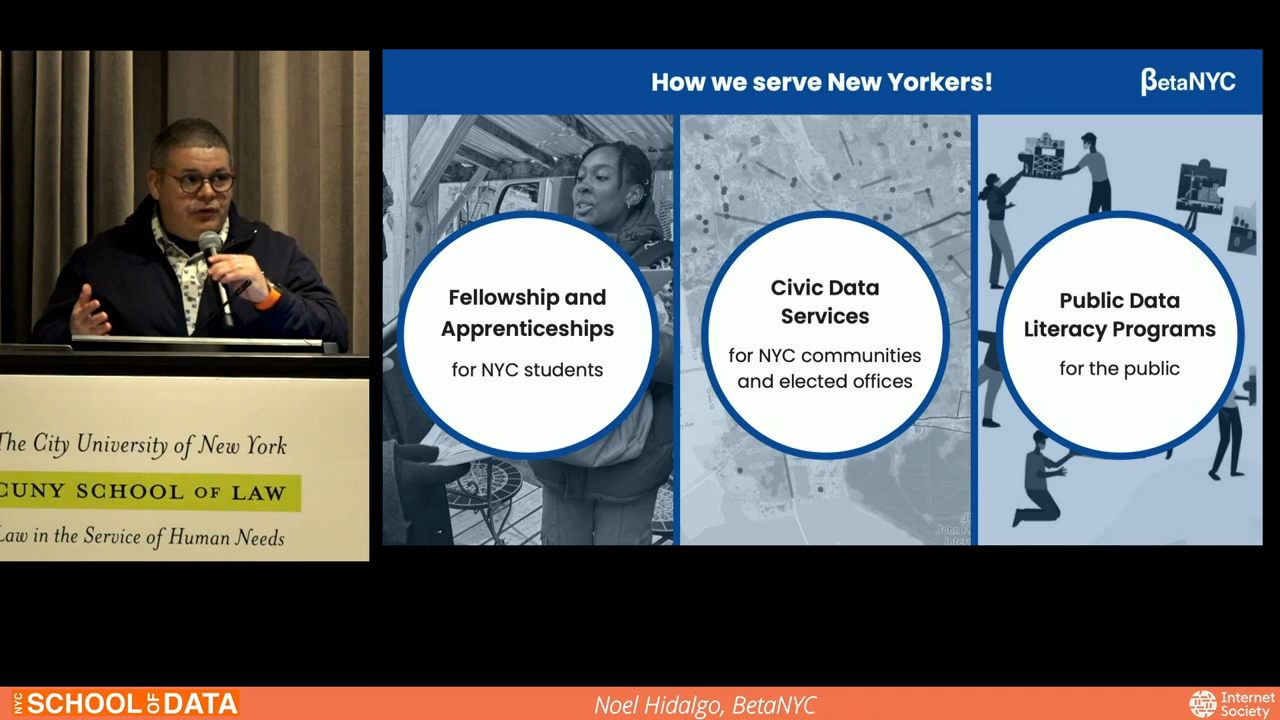 How we serve New Yorkers!
βetaNYC
Fellowship and
Apprenticeships
for NYC students
Civic Data
Services
for NYC communities
and elected offices
Public Data
Literacy Programs
for the public
The City University of New York
CUNY SCHOOL OF LAW
Law in the Service of Human Needs
NYC SCHOOL OF DATA
Noel Hidalgo, BetaNYC
Internet
Society